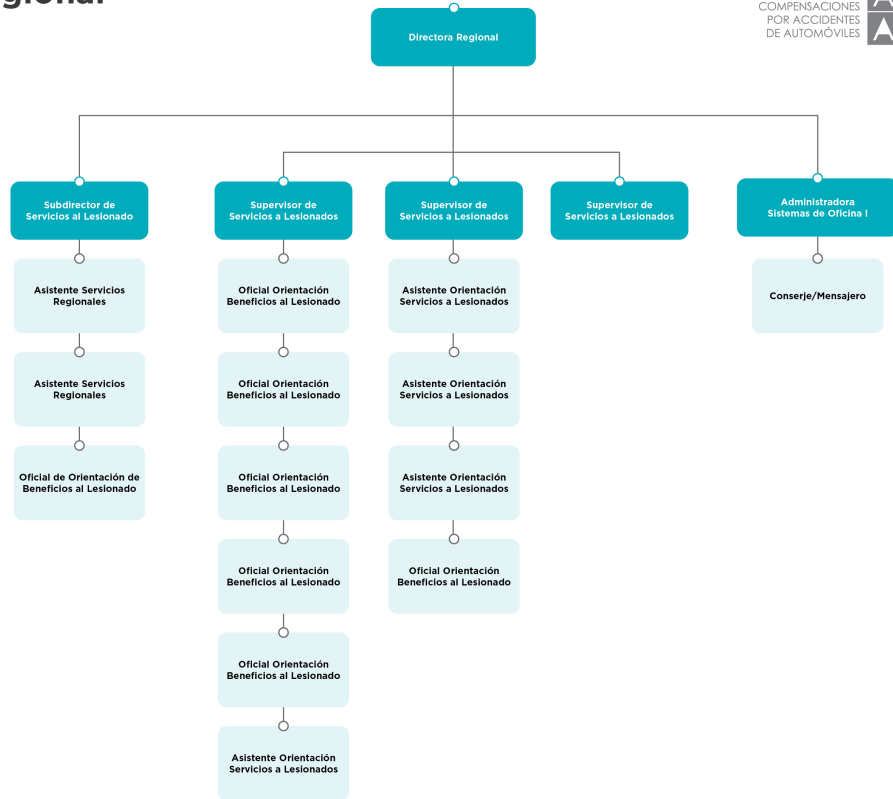 COMPENSACIONES
POR ACCIDENTES
DE AUTOMÓVILES
A
Directora Regional
Subdirector de
Servicios al Lesionado
Supervisor de
Servicios a Lesionados
Supervisor de
Servicios a Lesionados
Supervisor de
Servicios a Lesionados
Administradora
Sistemas de Oficina I
Asistente Servicios
Regionales
Oficial Orientación
Beneficios al Lesionado
Asistente Orientación
Servicios a Lesionados
Conserje/Mensajero
Asistente Servicios
Regionales
Oficial Orientación
Beneficios al Lesionado
Asistente Orientación
Servicios a Lesionados
Oficial de Orientación de
Beneficios al Lesionado
Oficial Orientación
Beneficios al Lesionado
Asistente Orientación
Servicios a Lesionados
Oficial Orientación
Beneficios al Lesionado
Oficial Orientación
Beneficios al Lesionado
Oficial Orientación
Beneficios al Lesionado
Asistente Orientación
Servicios a Lesionados